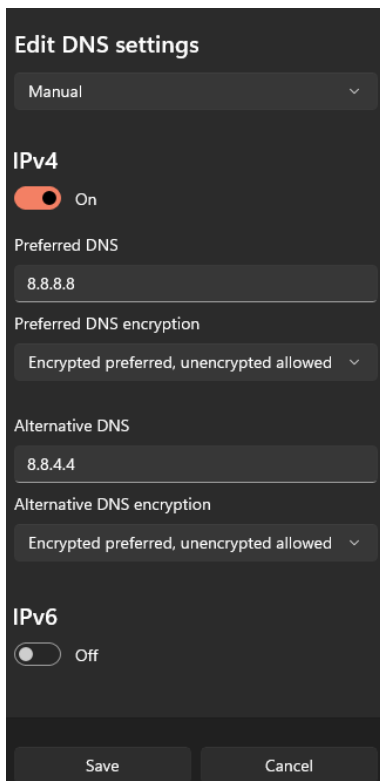 Edit DNS settings
Manual
IPv4
On
Preferred DNS
8.8.8.8
Preferred DNS encryption
Encrypted preferred, unencrypted allowed
Alternative DNS
8.8.4.4
Alternative DNS encryption
Encrypted preferred, unencrypted allowed
IPv6
Off
Save Cancel